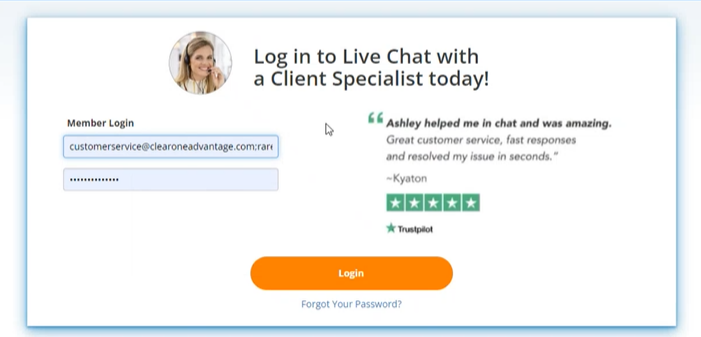 Log in to Live Chat with
a Client Specialist today!
Member Login
customerservice@clearoneadvantage.com:rare
••••••••••••••
“ Ashley helped me in chat and was amazing.
Great customer service, fast responses
and resolved my issue in seconds.”
~Kyaton
Trustpilot
Login
Forgot Your Password?